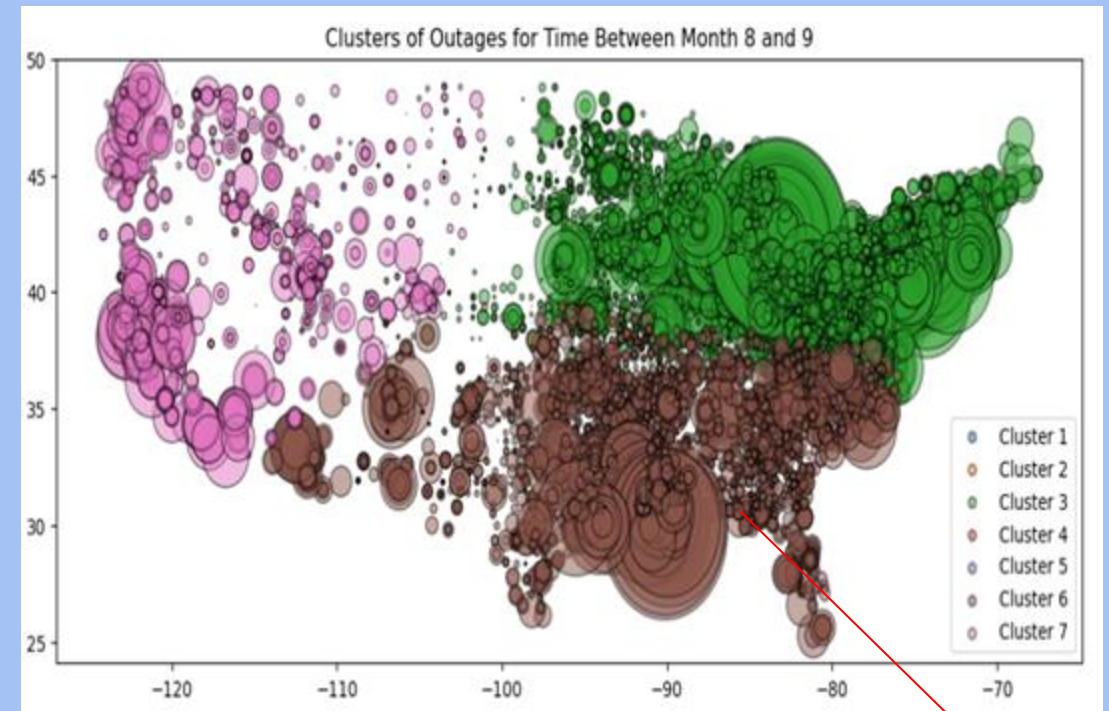 Clusters of Outages for Time Between Month 8 and 9
50
45
40
35
30
25
−120
−110
−100
−90
−80
−70
Cluster 1
Cluster 2
Cluster 3
Cluster 4
Cluster 5
Cluster 6
Cluster 7